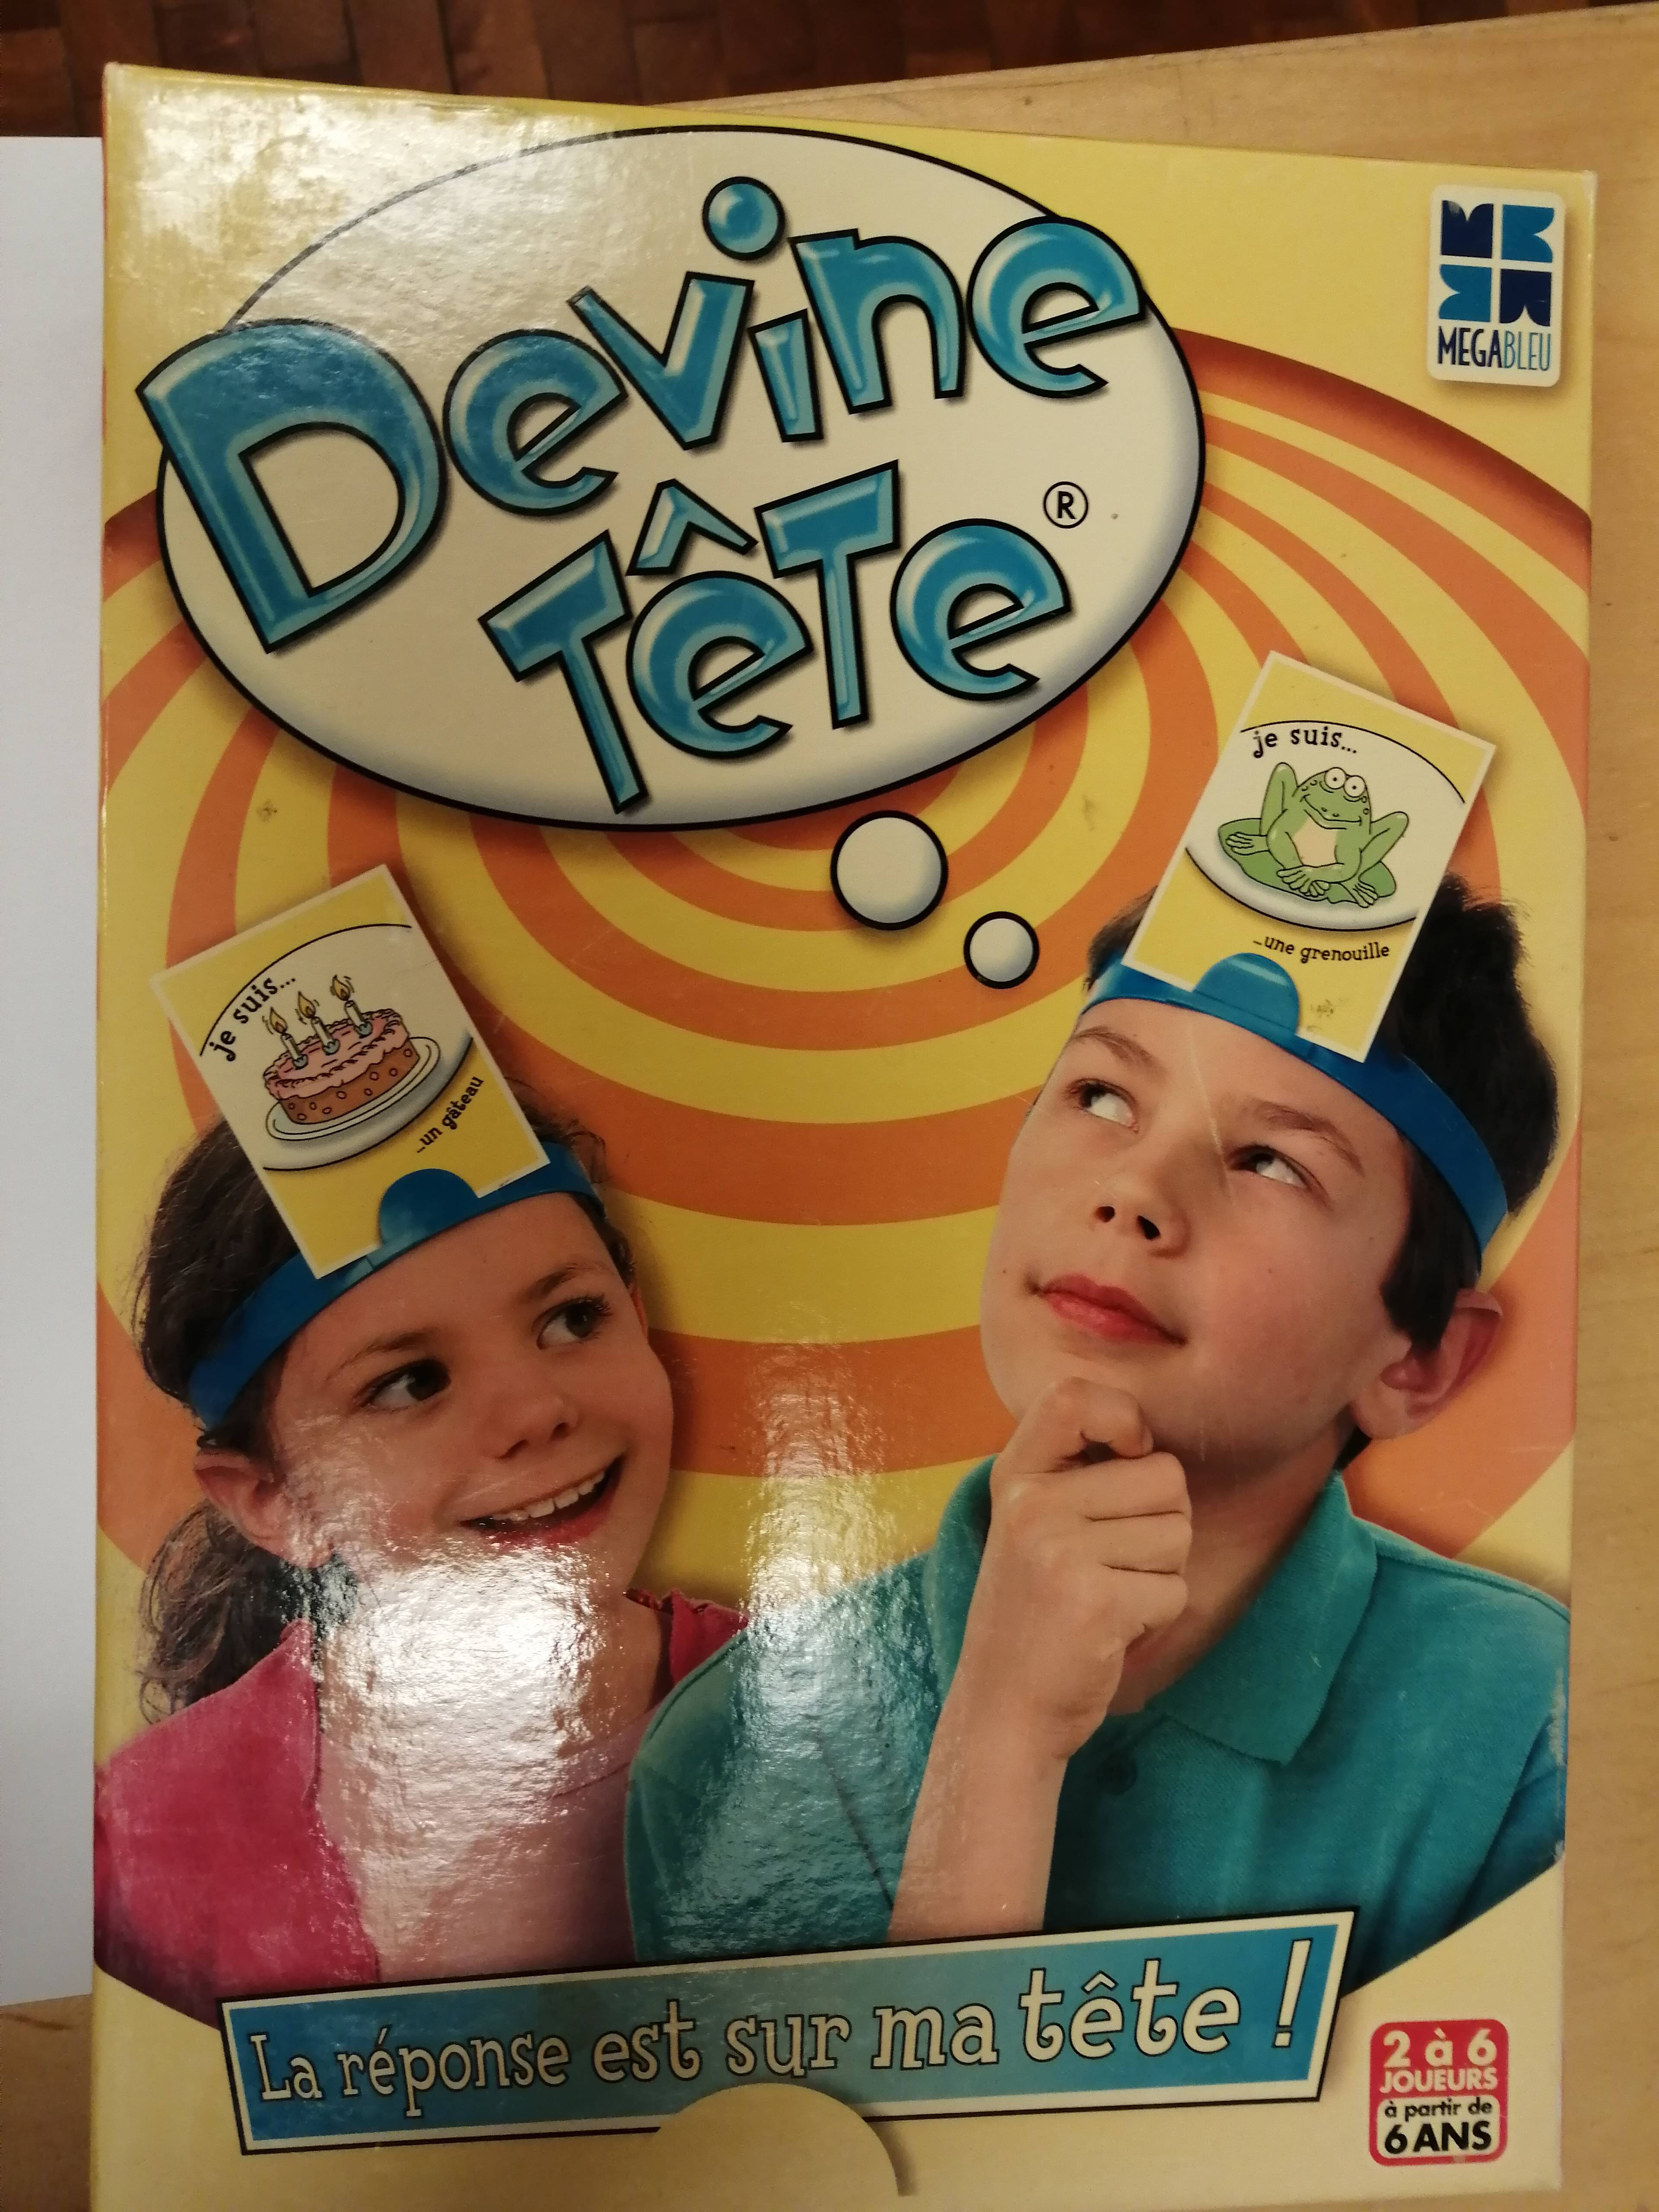 Devine
Tête®
MEGABLEU
je suis...
...une grenouille
je suis...
...un gâteau
La réponse est sur ma tête !
2 à 6
JOUEURS
à partir de
6 ANS